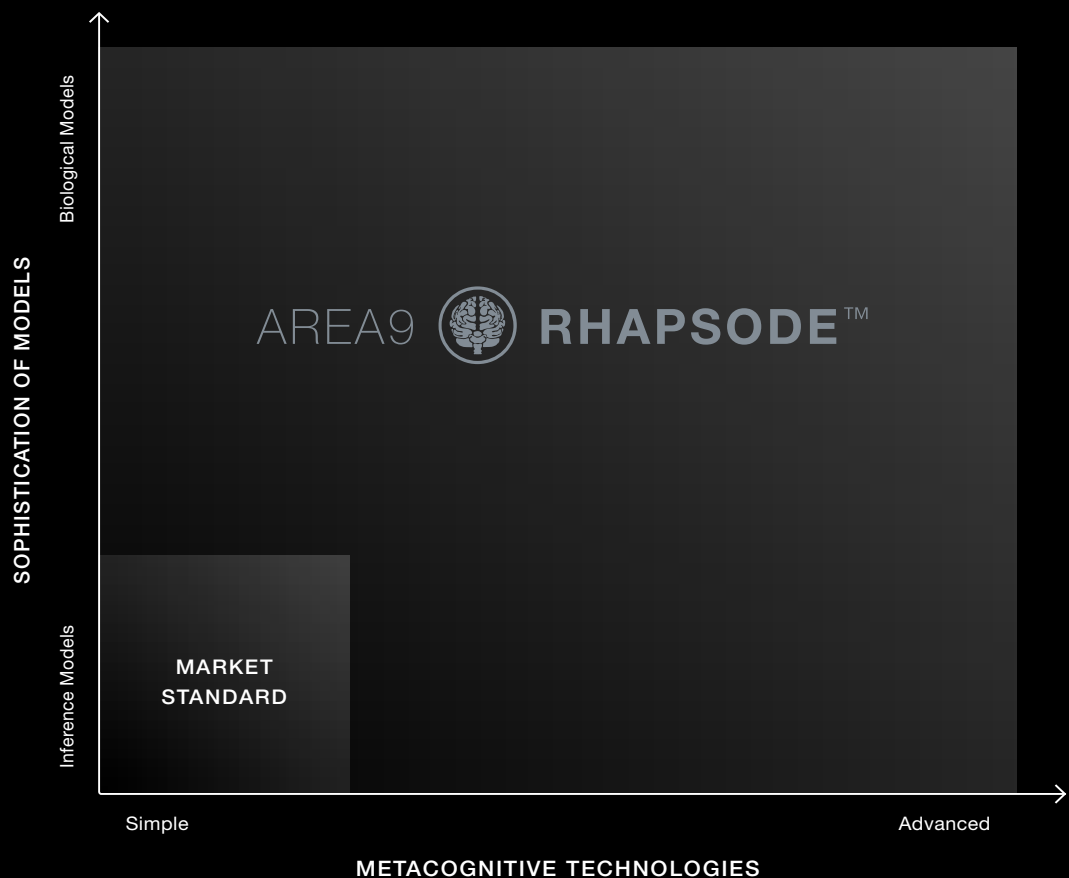 SOPHISTICATION OF MODELS
Biological Models
Inference Models
AREA9 RHAPSODE™
MARKET
STANDARD
Simple
Advanced
METACOGNITIVE TECHNOLOGIES